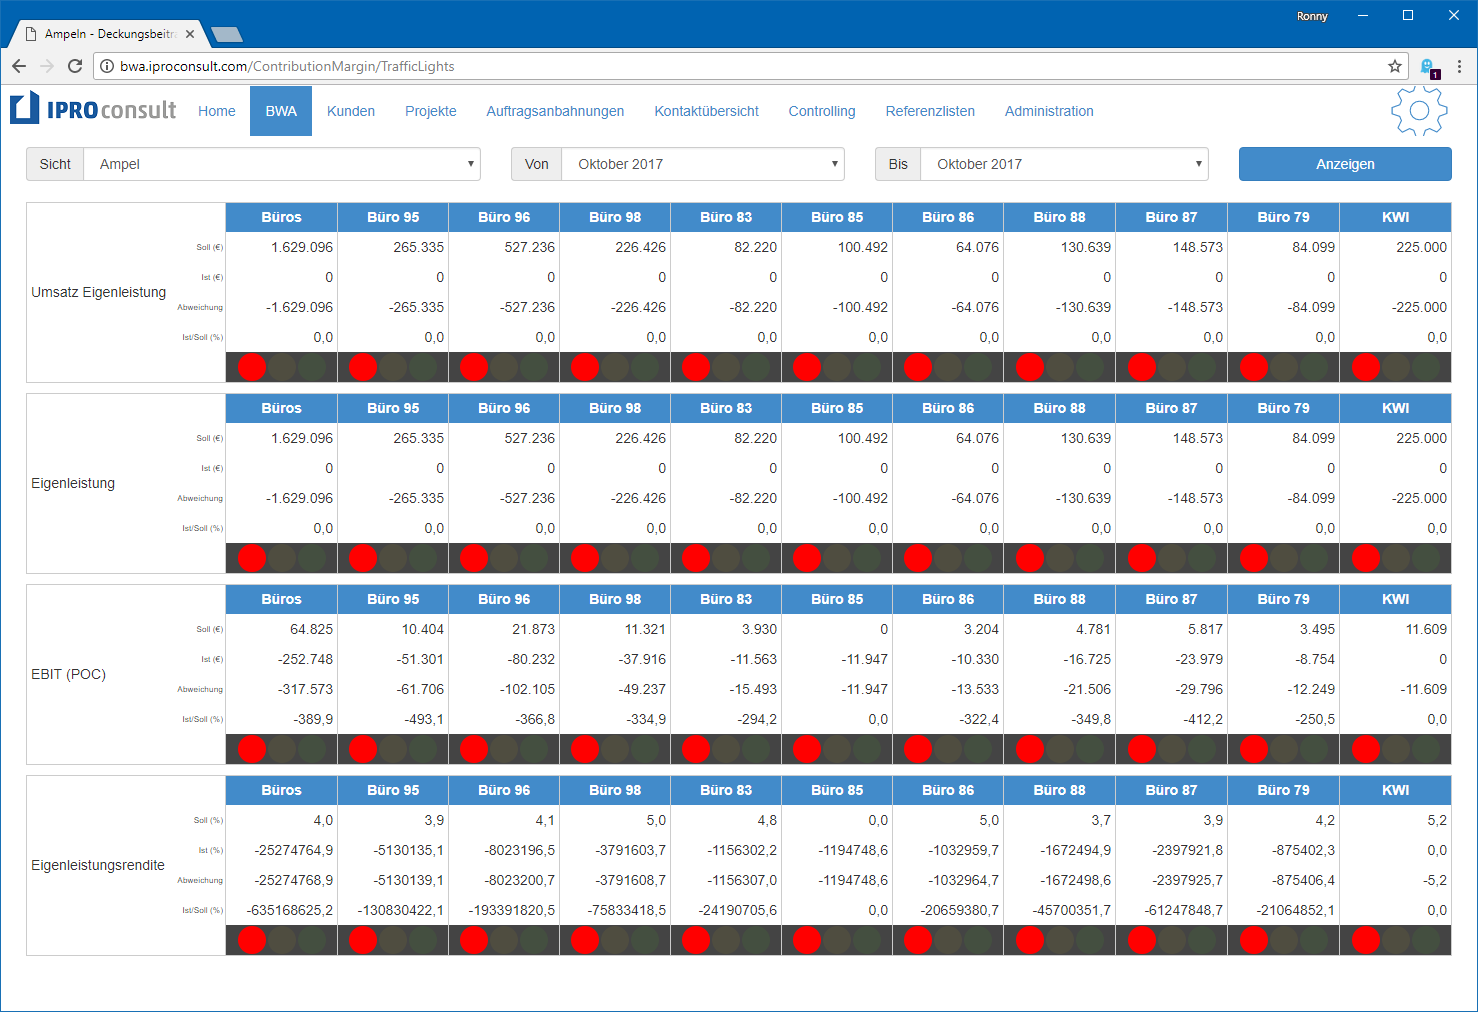 Ronny
Ampeln - Deckungsbeitr
bwa.iproconsult.com/ContributionMargin/TrafficLights
1
IPROconsult Home BWA Kunden Projekte Auftragsanbahnungen Kontaktübersicht Controlling Referenzlisten Administration
Sicht Ampel Von Oktober 2017 Bis Oktober 2017 Anzeigen
Büros Büro 95 Büro 96 Büro 98 Büro 83 Büro 85 Büro 86 Büro 88 Büro 87 Büro 79 KWI
Soll (€) 1.629.096 265.335 527.236 226.426 82.220 100.492 64.076 130.639 148.573 84.099 225.000
Ist (€) 0 0 0 0 0 0 0 0 0 0 0
Umsatz Eigenleistung
Abweichung -1.629.096 -265.335 -527.236 -226.426 -82.220 -100.492 -64.076 -130.639 -148.573 -84.099 -225.000
Ist/Soll (%) 0,0 0,0 0,0 0,0 0,0 0,0 0,0 0,0 0,0 0,0 0,0
Büros Büro 95 Büro 96 Büro 98 Büro 83 Büro 85 Büro 86 Büro 88 Büro 87 Büro 79 KWI
Soll (€) 1.629.096 265.335 527.236 226.426 82.220 100.492 64.076 130.639 148.573 84.099 225.000
Ist (€) 0 0 0 0 0 0 0 0 0 0 0
Eigenleistung
Abweichung -1.629.096 -265.335 -527.236 -226.426 -82.220 -100.492 -64.076 -130.639 -148.573 -84.099 -225.000
Ist/Soll (%) 0,0 0,0 0,0 0,0 0,0 0,0 0,0 0,0 0,0 0,0 0,0
Büros Büro 95 Büro 96 Büro 98 Büro 83 Büro 85 Büro 86 Büro 88 Büro 87 Büro 79 KWI
Soll (€) 64.825 10.404 21.873 11.321 3.930 0 3.204 4.781 5.817 3.495 11.609
Ist (€) -252.748 -51.301 -80.232 -37.916 -11.563 -11.947 -10.330 -16.725 -23.979 -8.754 0
EBIT (POC)
Abweichung -317.573 -61.706 -102.105 -49.237 -15.493 -11.947 -13.533 -21.506 -29.796 -12.249 -11.609
Ist/Soll (%) -389,9 -493,1 -366,8 -334,9 -294,2 0,0 -322,4 -349,8 -412,2 -250,5 0,0
Büros Büro 95 Büro 96 Büro 98 Büro 83 Büro 85 Büro 86 Büro 88 Büro 87 Büro 79 KWI
Soll (%) 4,0 3,9 4,1 5,0 4,8 0,0 5,0 3,7 3,9 4,2 5,2
Ist (%) -25274764,9 -5130135,1 -8023196,5 -3791603,7 -1156302,2 -1194748,6 -1032959,7 -1672494,9 -2397921,8 -875402,3 0,0
Eigenleistungsrendite
Abweichung -25274768,9 -5130139,1 -8023200,7 -3791608,7 -1156307,0 -1194748,6 -1032964,7 -1672498,6 -2397925,7 -875406,4 -5,2
Ist/Soll (%) -635168625,2 -130830422,1 -193391820,5 -75833418,5 -24190705,6 0,0 -20659380,7 -45700351,7 -61247848,7 -21064852,1 0,0